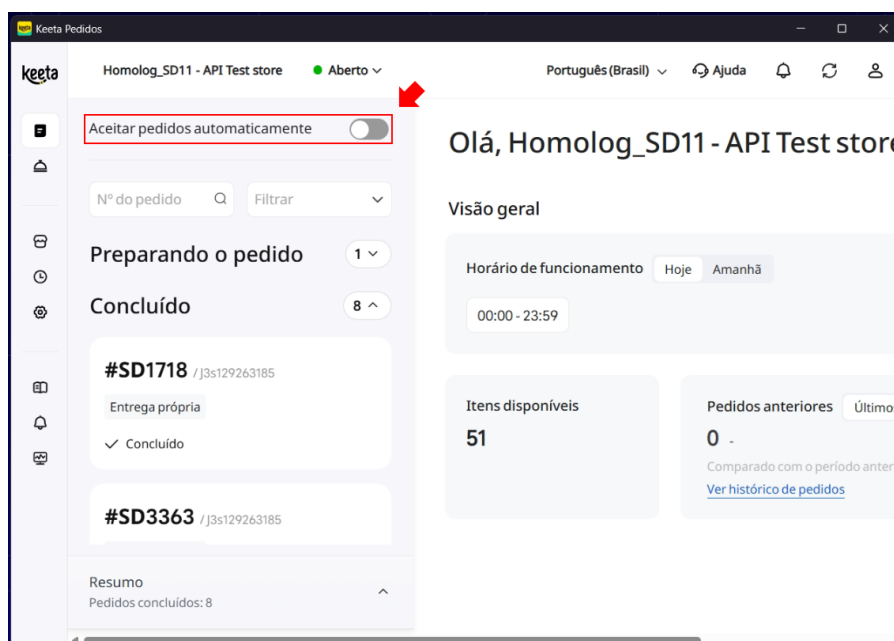 Keeta Pedidos
keeta
Homolog_SD11 - API Test store
Aberto
Português (Brasil)
Ajuda
Aceitar pedidos automaticamente
Olá, Homolog_SD11 - API Test store
Nº do pedido
Filtrar
Visão geral
Preparando o pedido
1
Horário de funcionamento
Hoje
Amanhã
Concluído
8
00:00 - 23:59
#SD1718 / J3s129263185
Entrega própria
Concluído
Itens disponíveis
51
Pedidos anteriores
Último
0 -
Comparado com o período anter
Ver histórico de pedidos
#SD3363 / J3s129263185
Resumo
Pedidos concluídos: 8